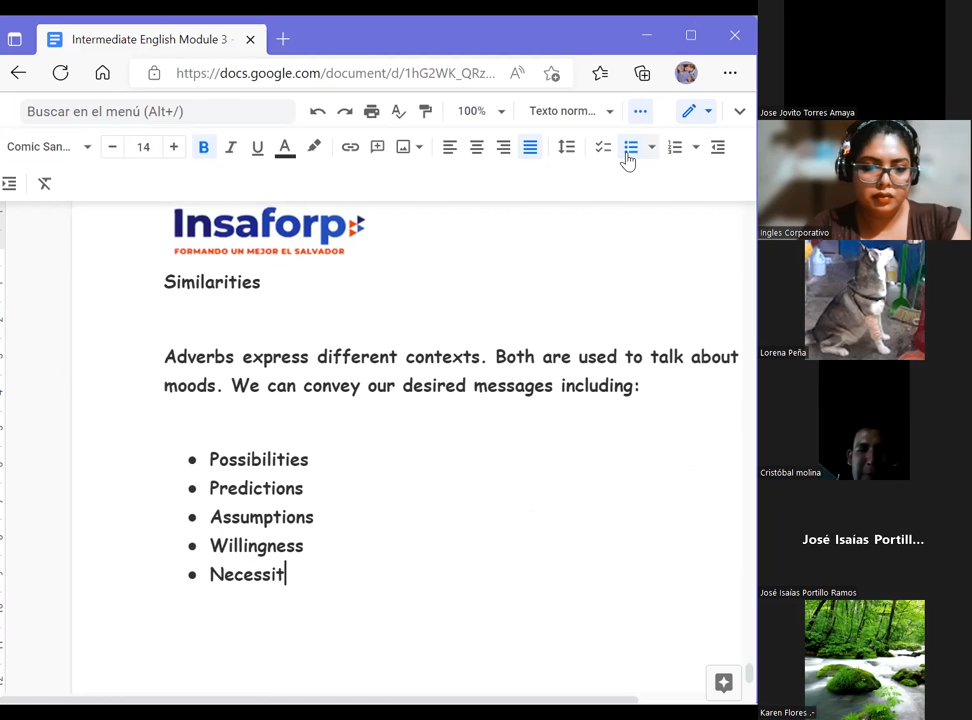 Intermediate English Module 3 -
https://docs.google.com/document/d/1hG2WK_QRz...
Buscar en el menú (Alt+/)
100%
Texto norm...
Comic San...
14
B
I
U
A
Insaforp
FORMANDO UN MEJOR EL SALVADOR
Similarities
Adverbs express different contexts. Both are used to talk about
moods. We can convey our desired messages including:
• Possibilities
• Predictions
• Assumptions
• Willingness
• Necessit
Jose Jovito Torres Amaya
Ingles Corporativo
Lorena Peña
Cristóbal molina
José Isaías Portill...
José Isaías Portillo Ramos
Karen Flores .-